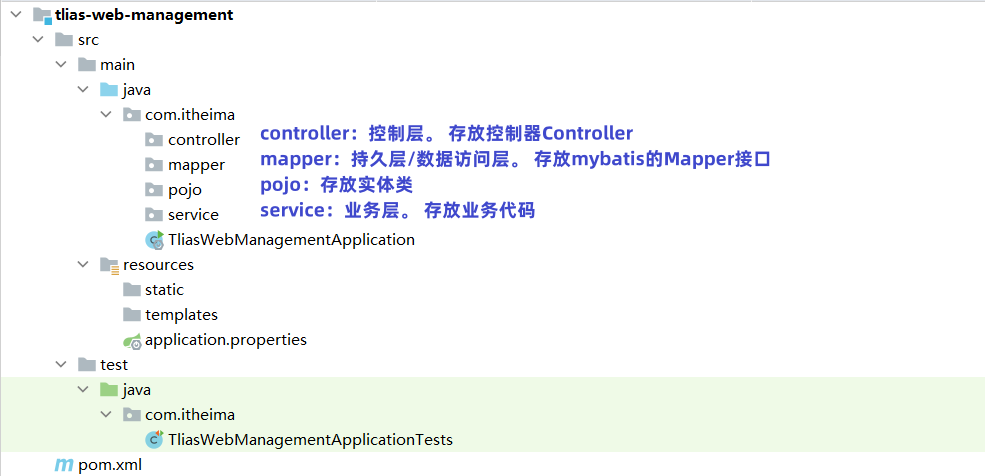 tlias-web-management
src
main
java
com.itheima
controller
controller：控制层。 存放控制器Controller
mapper
mapper：持久层/数据访问层。 存放mybatis的Mapper接口
pojo
pojo：存放实体类
service
service：业务层。 存放业务代码
TliasWebManagementApplication
resources
static
templates
application.properties
test
java
com.itheima
TliasWebManagementApplicationTests
pom.xml